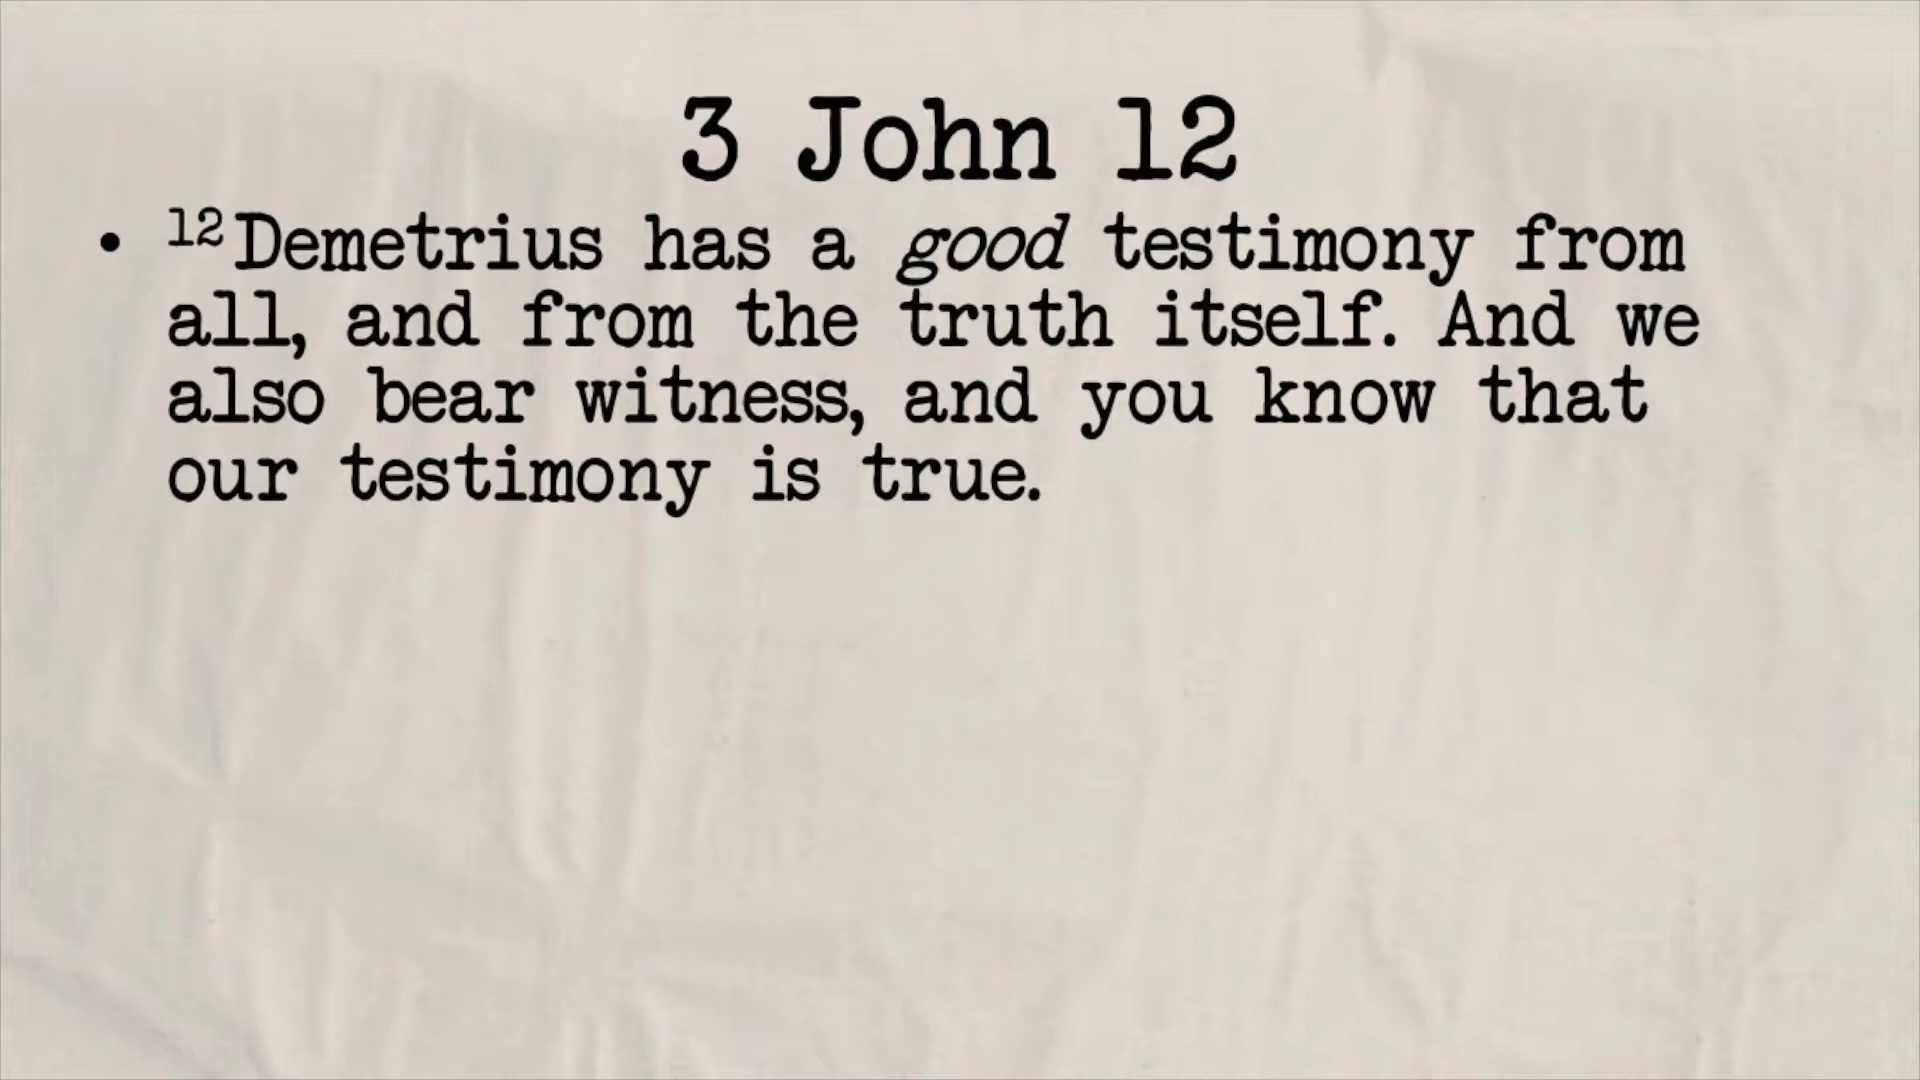 3 John 12
• 12Demetrius has a good testimony from
all, and from the truth itself. And we
also bear witness, and you know that
our testimony is true.